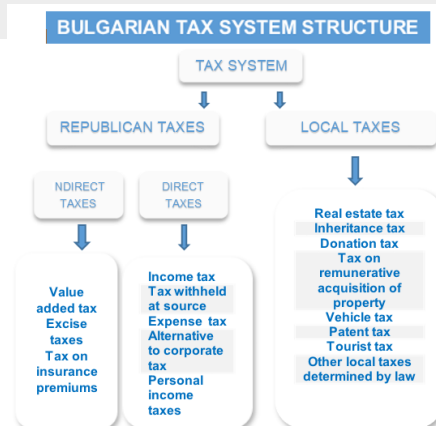 BULGARIAN TAX SYSTEM STRUCTURE
TAX SYSTEM
REPUBLICAN TAXES
LOCAL TAXES
NDIRECT
TAXES
DIRECT
TAXES
Value
added tax
Excise
taxes
Tax on
insurance
premiums
Income tax
Tax withheld
at source
Expense tax
Alternative
to corporate
tax
Personal
income
taxes
Real estate tax
Inheritance tax
Donation tax
Tax on
remunerative
acquisition of
property
Vehicle tax
Patent tax
Tourist tax
Other local taxes
determined by law